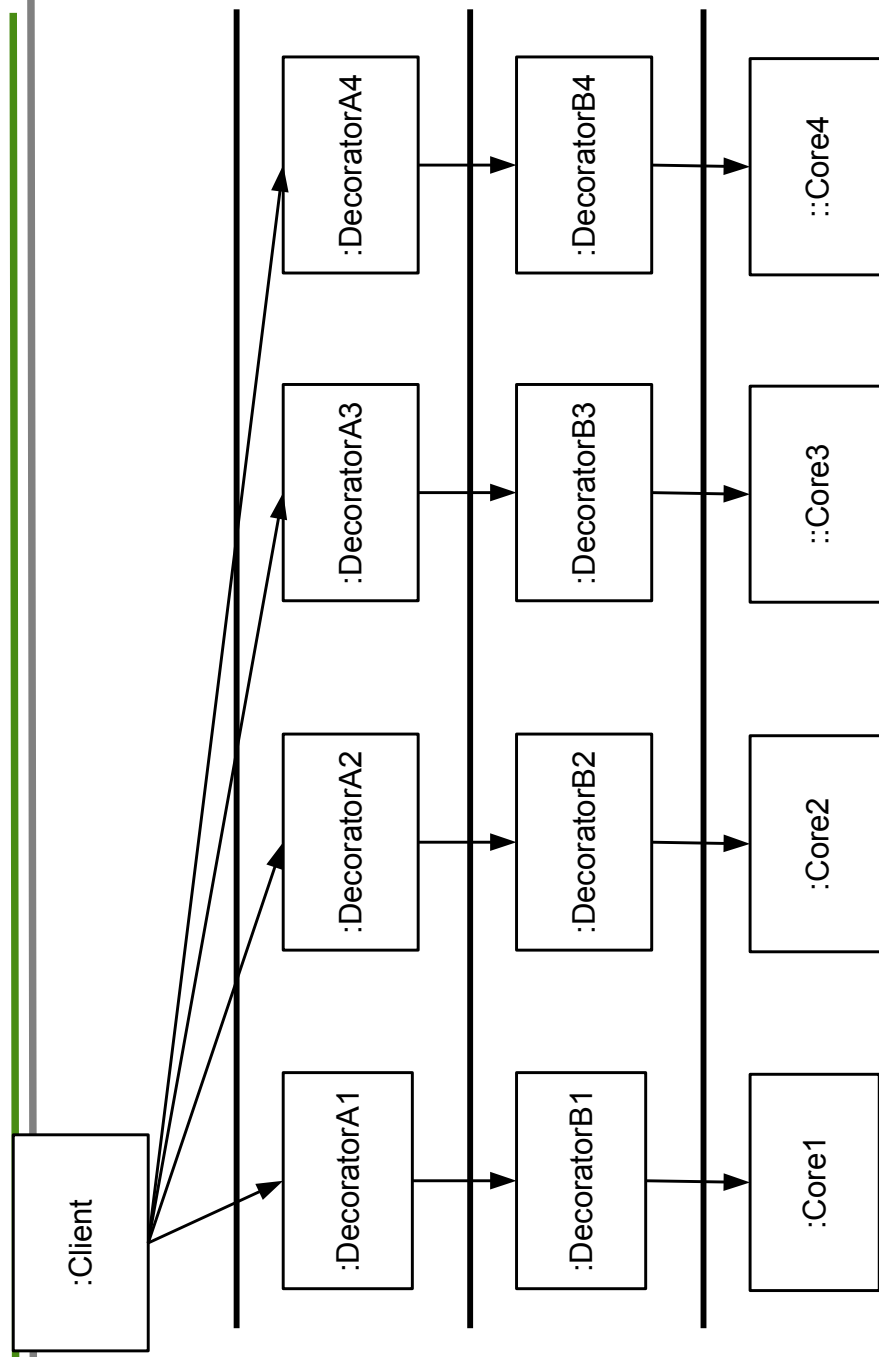 :Client
:DecoratorA1
:DecoratorA2
:DecoratorA3
:DecoratorA4
:DecoratorB1
:DecoratorB2
:DecoratorB3
:DecoratorB4
:Core1
:Core2
::Core3
::Core4